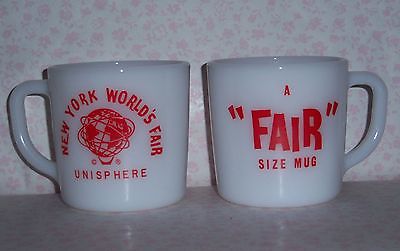 NEW YORK WORLD'S FAIR
© ®
UNISPHERE
A
"FAIR"
SIZE MUG